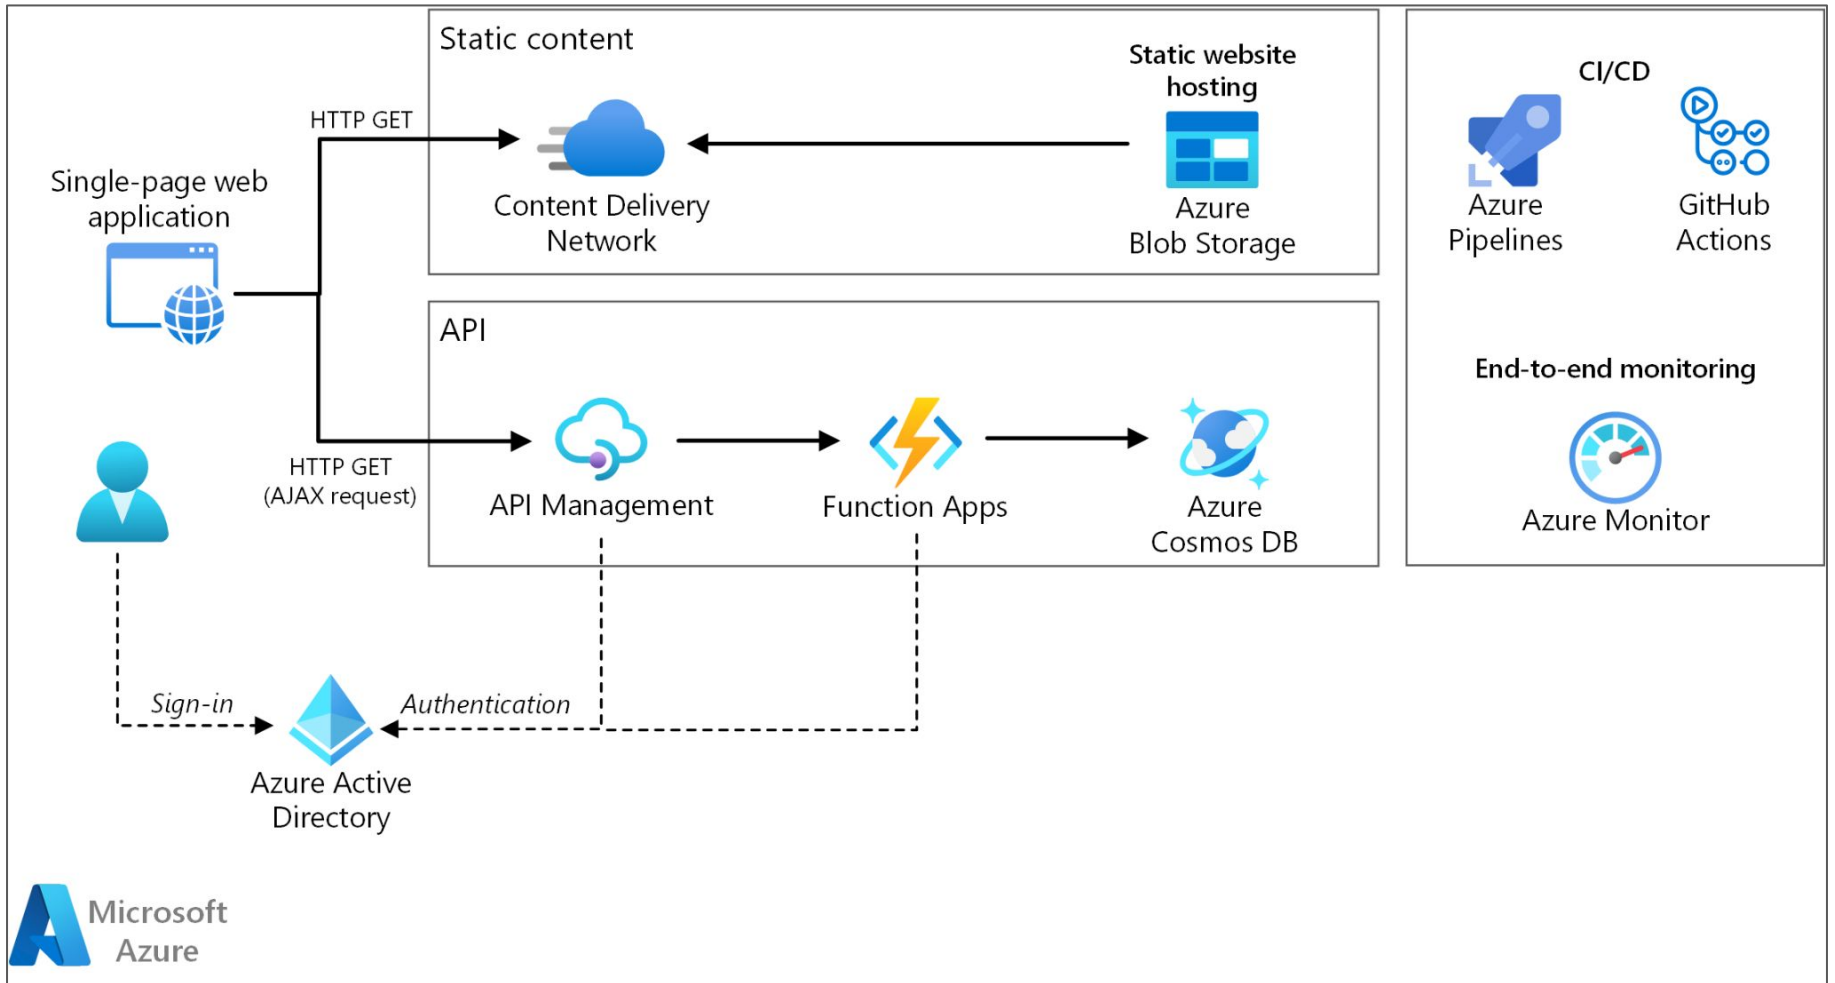 Static content
Static website
hosting
CI/CD
HTTP GET
Single-page web
application
Content Delivery
Network
Azure
Blob Storage
Azure
Pipelines
GitHub
Actions
API
End-to-end monitoring
HTTP GET
(AJAX request)
API Management
Function Apps
Azure
Cosmos DB
Azure Monitor
Sign-in
Authentication
Azure Active
Directory
Microsoft
Azure